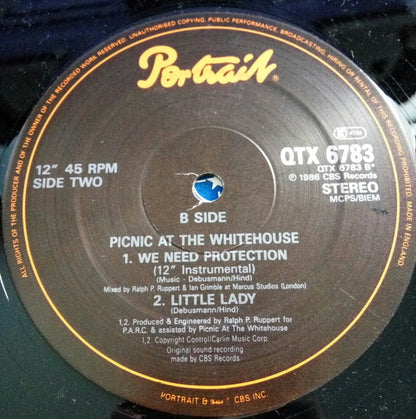 ALL RIGHTS OF THE PRODUCER AND OF THE OWNER OF THE RECORDED WORK RESERVED. UNAUTHORISED COPYING, PUBLIC PERFORMANCE, BROADCASTING, HIRING OR RENTAL OF THIS RECORDING PROHIBITED. MADE IN ENGLAND.
Portrait®
12" 45 RPM
SIDE TWO
QTX 6783
QTX 6783 B*
℗ 1986 CBS Records
STEREO
MCPS/BIEM
B SIDE
PICNIC AT THE WHITEHOUSE
1. WE NEED PROTECTION
(12" Instrumental)
(Music - Debusmann/Hind)
Mixed by Ralph P. Ruppert & Ian Grimble at Marcus Studios (London)
2. LITTLE LADY
(Debusmann/Hind)
1,2. Produced & Engineered by Ralph P. Ruppert for
P.A.R.C. & assisted by Picnic At The Whitehouse
1,2. Copyright Control/Carlin Music Corp.
Original sound recording
made by CBS Records
PORTRAIT & CBS INC.